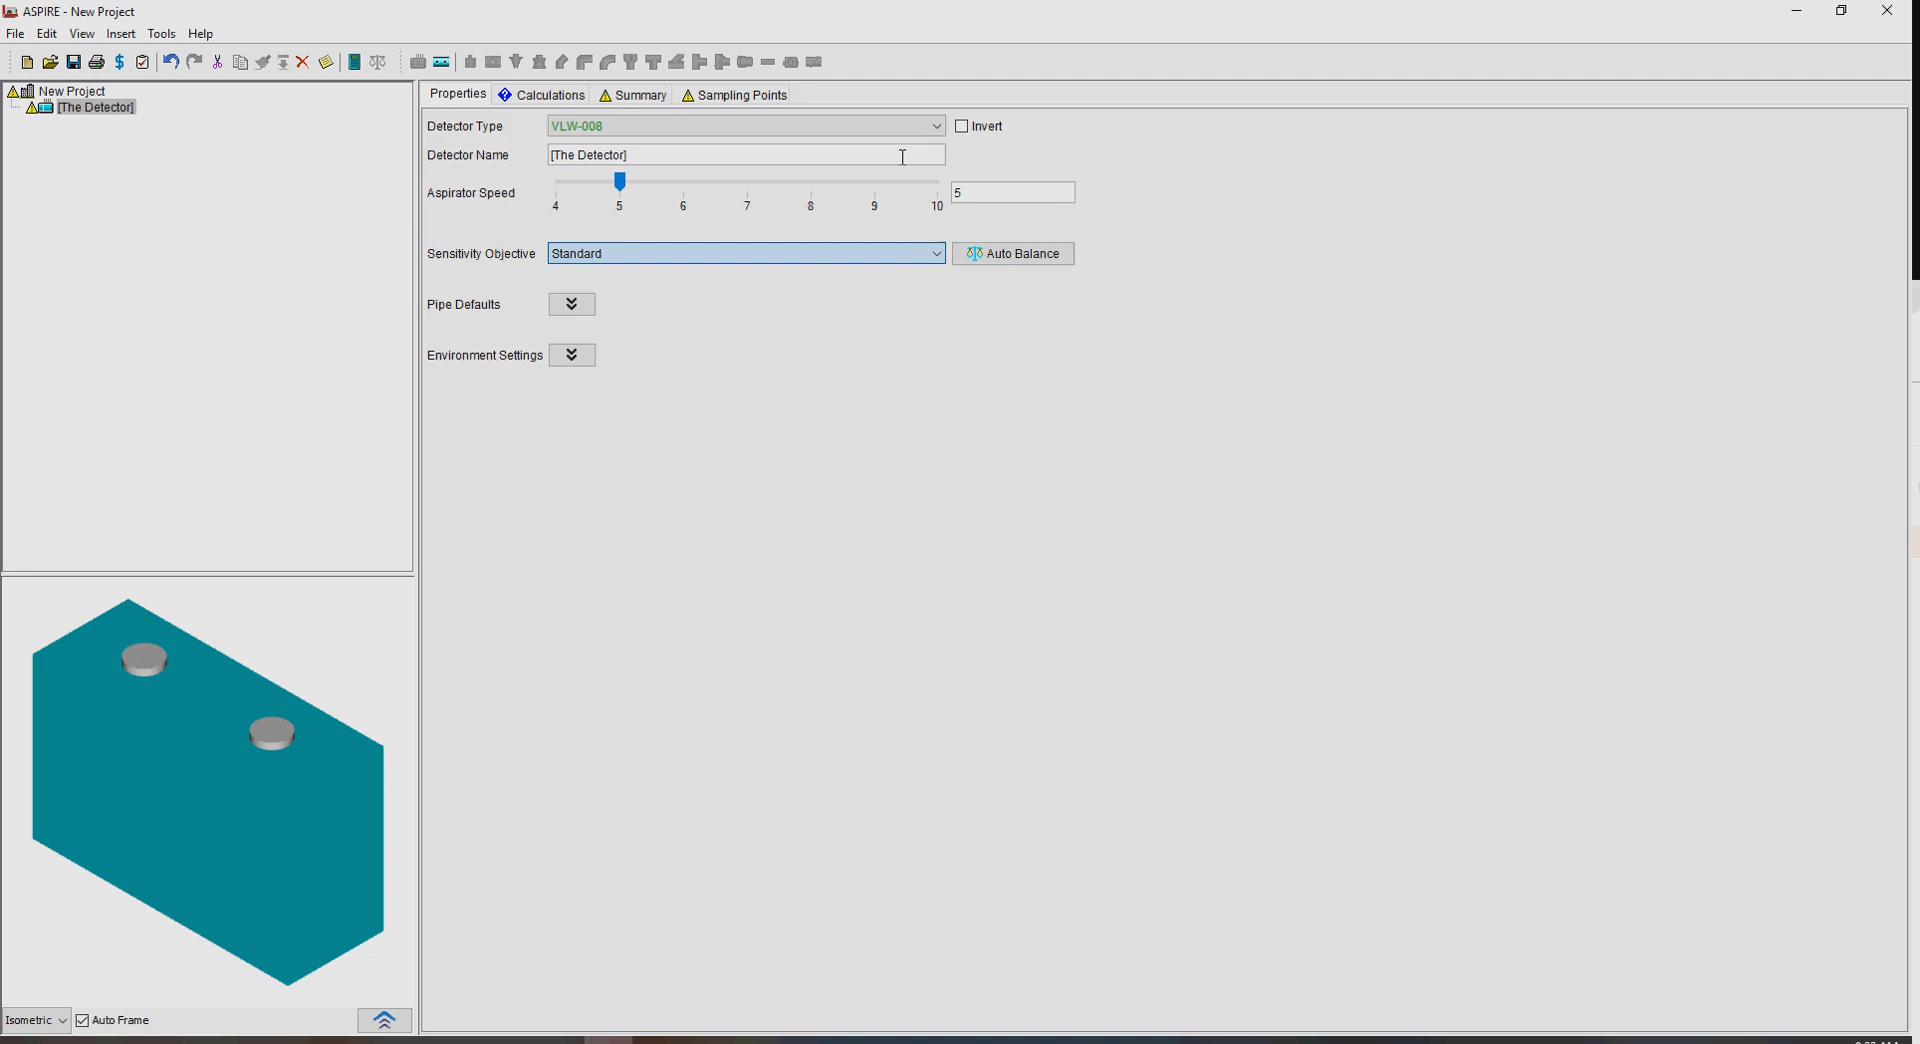 ASPIRE - New Project
File Edit View Insert Tools Help
New Project
[The Detector]
Properties Calculations Summary Sampling Points
Detector Type VLW-008 Invert
Detector Name [The Detector]
Aspirator Speed 5
4 5 6 7 8 9 10
Sensitivity Objective Standard Auto Balance
Pipe Defaults
Environment Settings
Isometric Auto Frame